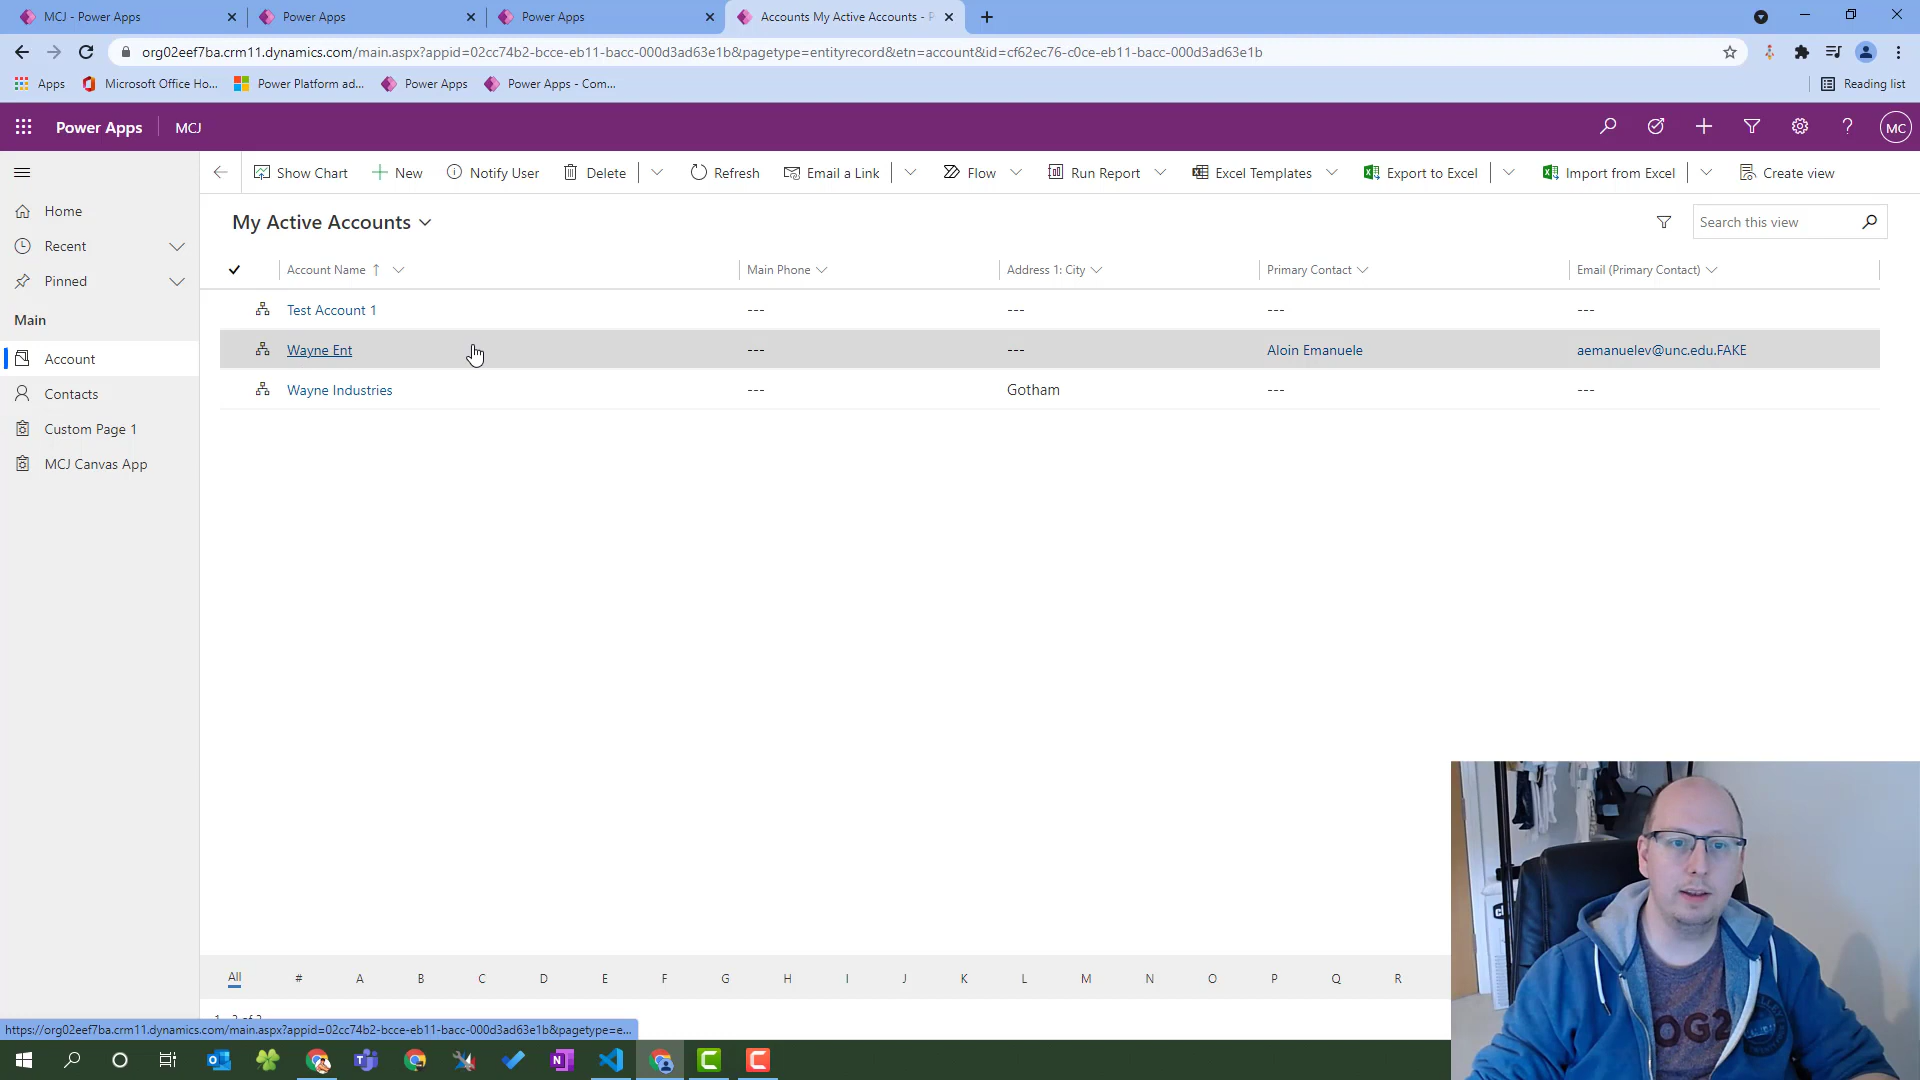 MCJ - Power Apps
Power Apps
Power Apps
Accounts My Active Accounts - P
org02eef7ba.crm11.dynamics.com/main.aspx?appid=02cc74b2-bcce-eb11-bacc-000d3ad63e1b&pagetype=entityrecord&etn=account&id=cf62ec76-c0ce-eb11-bacc-000d3ad63e1b
Apps
Microsoft Office Ho...
Power Platform ad...
Power Apps
Power Apps - Com...
Reading list
Power Apps
MCJ
MC
Show Chart
New
Notify User
Delete
Refresh
Email a Link
Flow
Run Report
Excel Templates
Export to Excel
Import from Excel
Create view
Home
Recent
Pinned
Main
Account
Contacts
Custom Page 1
MCJ Canvas App
My Active Accounts
Search this view
Account Name
Main Phone
Address 1: City
Primary Contact
Email (Primary Contact)
Test Account 1 --- --- --- ---
Wayne Ent --- --- Aloin Emanuele aemanuelev@unc.edu.FAKE
Wayne Industries --- Gotham --- ---
All # A B C D E F G H I J K L M N O P Q R
https://org02eef7ba.crm11.dynamics.com/main.aspx?appid=02cc74b2-bcce-eb11-bacc-000d3ad63e1b&pagetype=e...